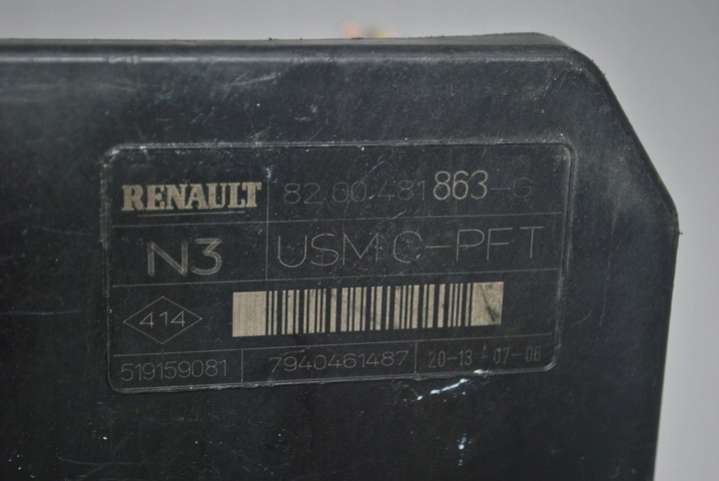 RENAULT 82 00 481 863-G
N3 USM C-PFT
414
519159081 7940461487 20-13 07-08